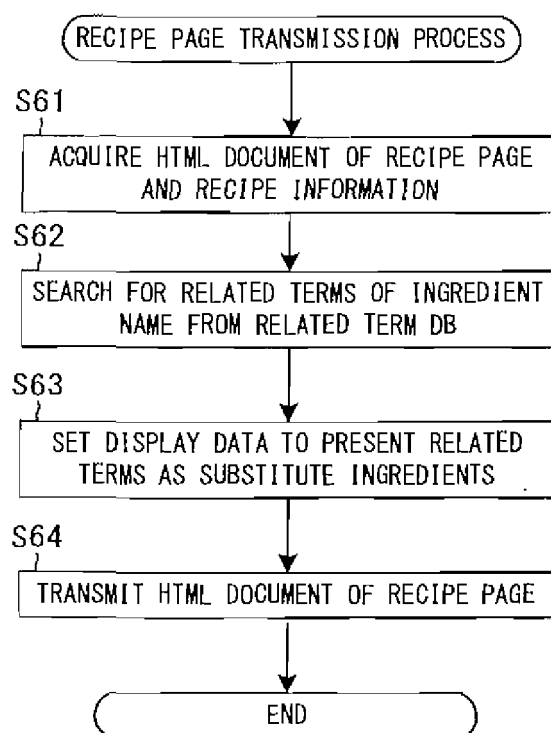 RECIPE PAGE TRANSMISSION PROCESS
S61
ACQUIRE HTML DOCUMENT OF RECIPE PAGE
AND RECIPE INFORMATION
S62
SEARCH FOR RELATED TERMS OF INGREDIENT
NAME FROM RELATED TERM DB
S63
SET DISPLAY DATA TO PRESENT RELATED
TERMS AS SUBSTITUTE INGREDIENTS
S64
TRANSMIT HTML DOCUMENT OF RECIPE PAGE
END